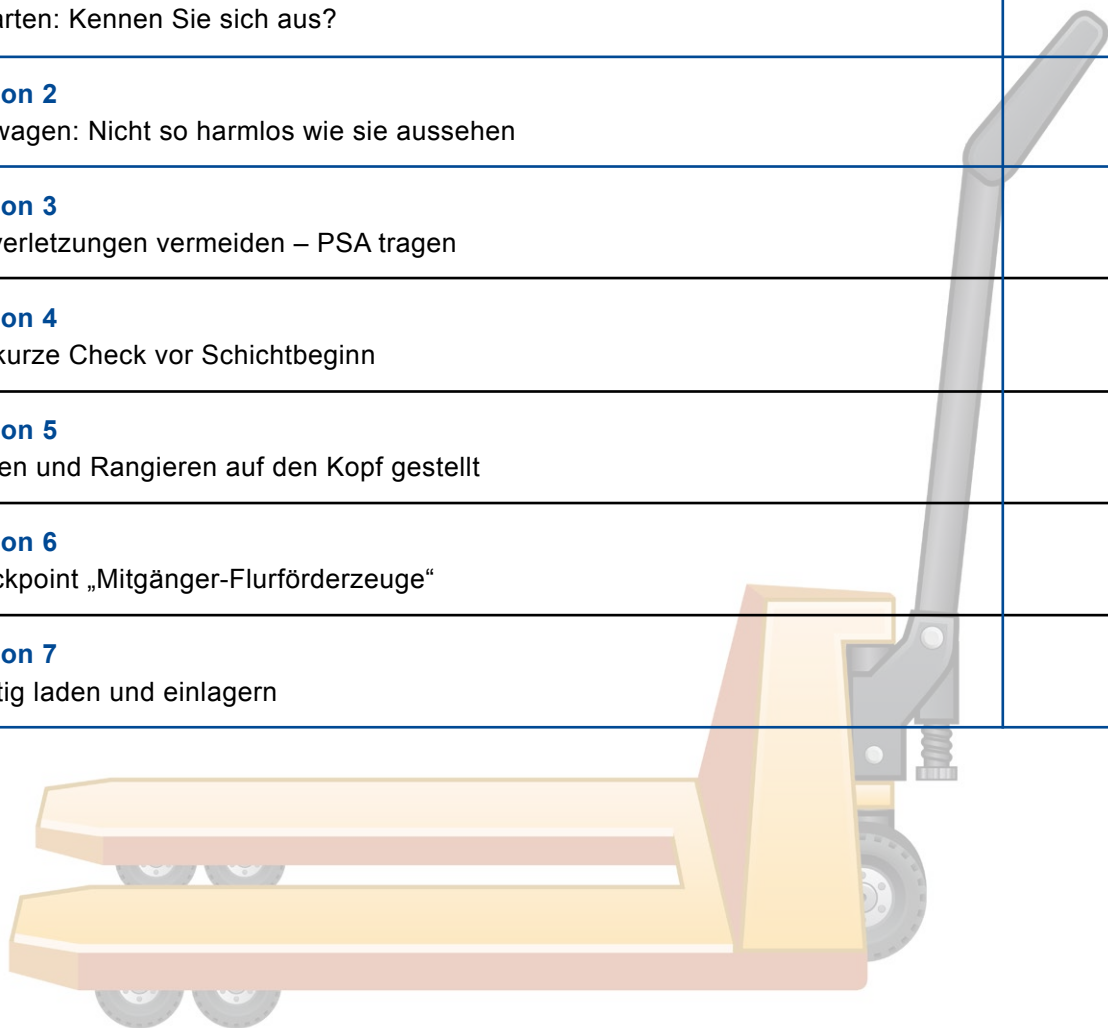 arten: Kennen Sie sich aus?
on 2
wagen: Nicht so harmlos wie sie aussehen
on 3
verletzungen vermeiden – PSA tragen
on 4
kurze Check vor Schichtbeginn
on 5
en und Rangieren auf den Kopf gestellt
on 6
ckpoint „Mitgänger-Flurförderzeuge“
on 7
tig laden und einlagern